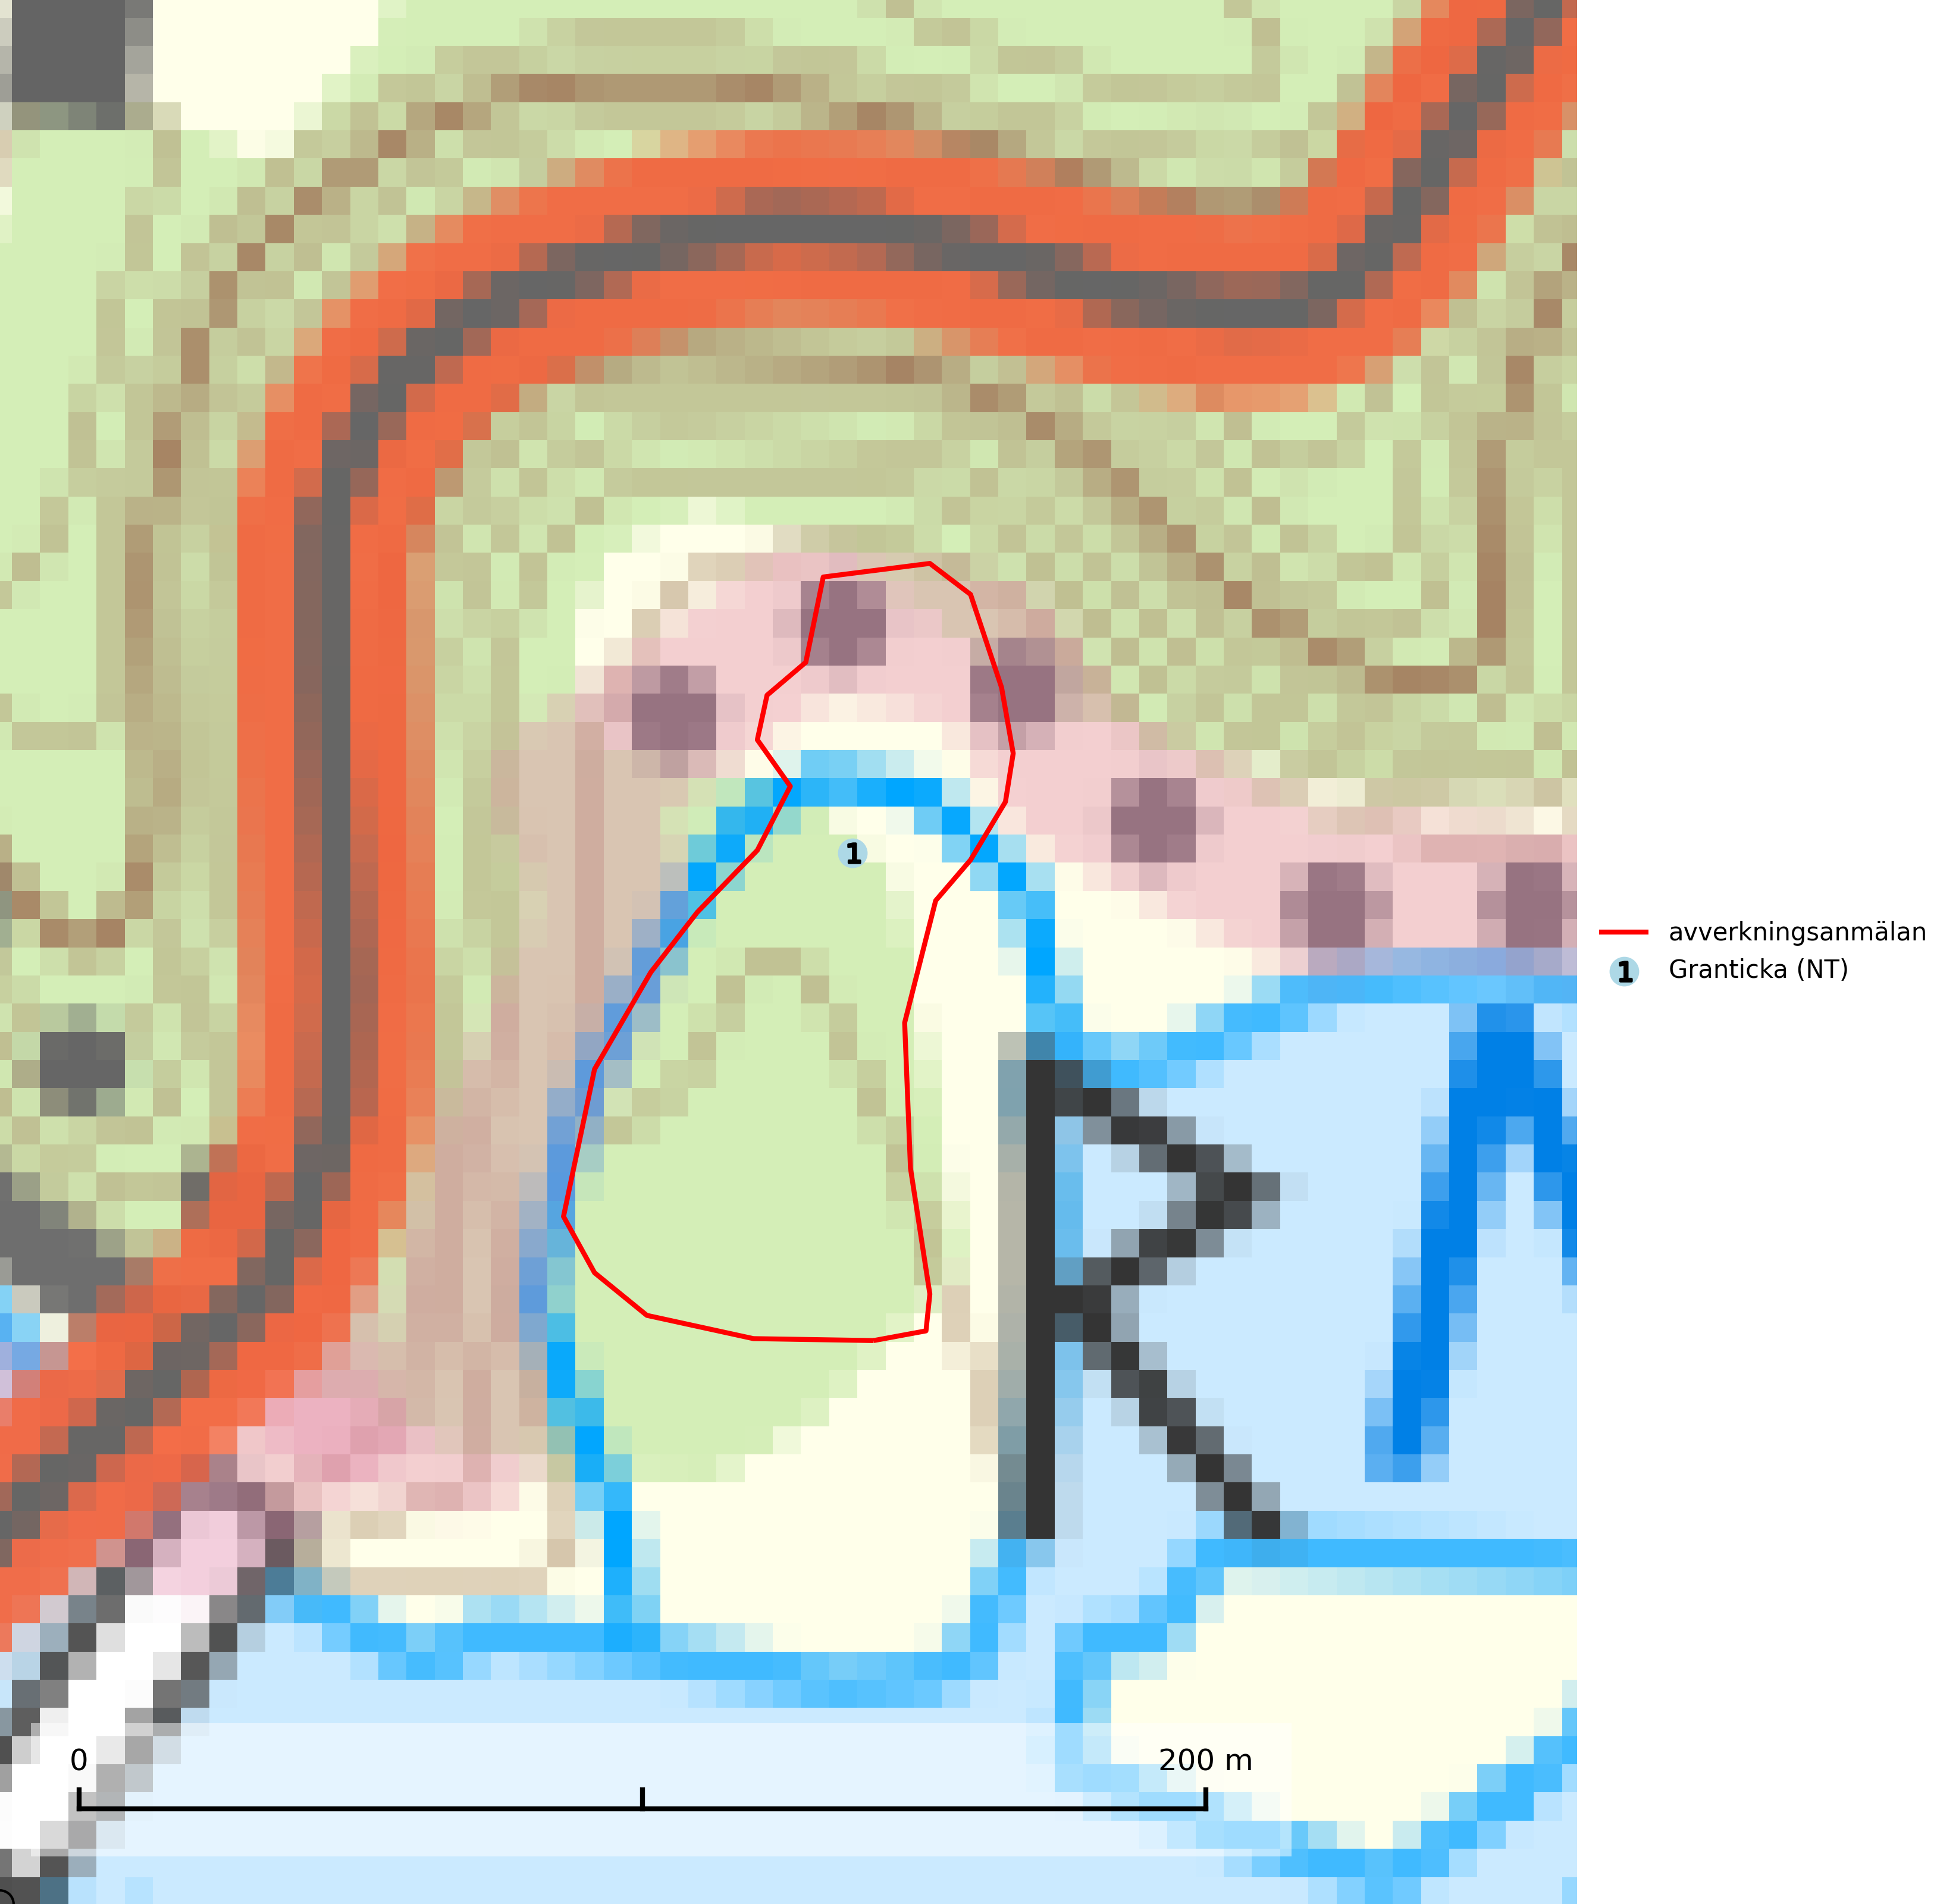 1
avverkningsanmälan
1 Granticka (NT)
0 200 m